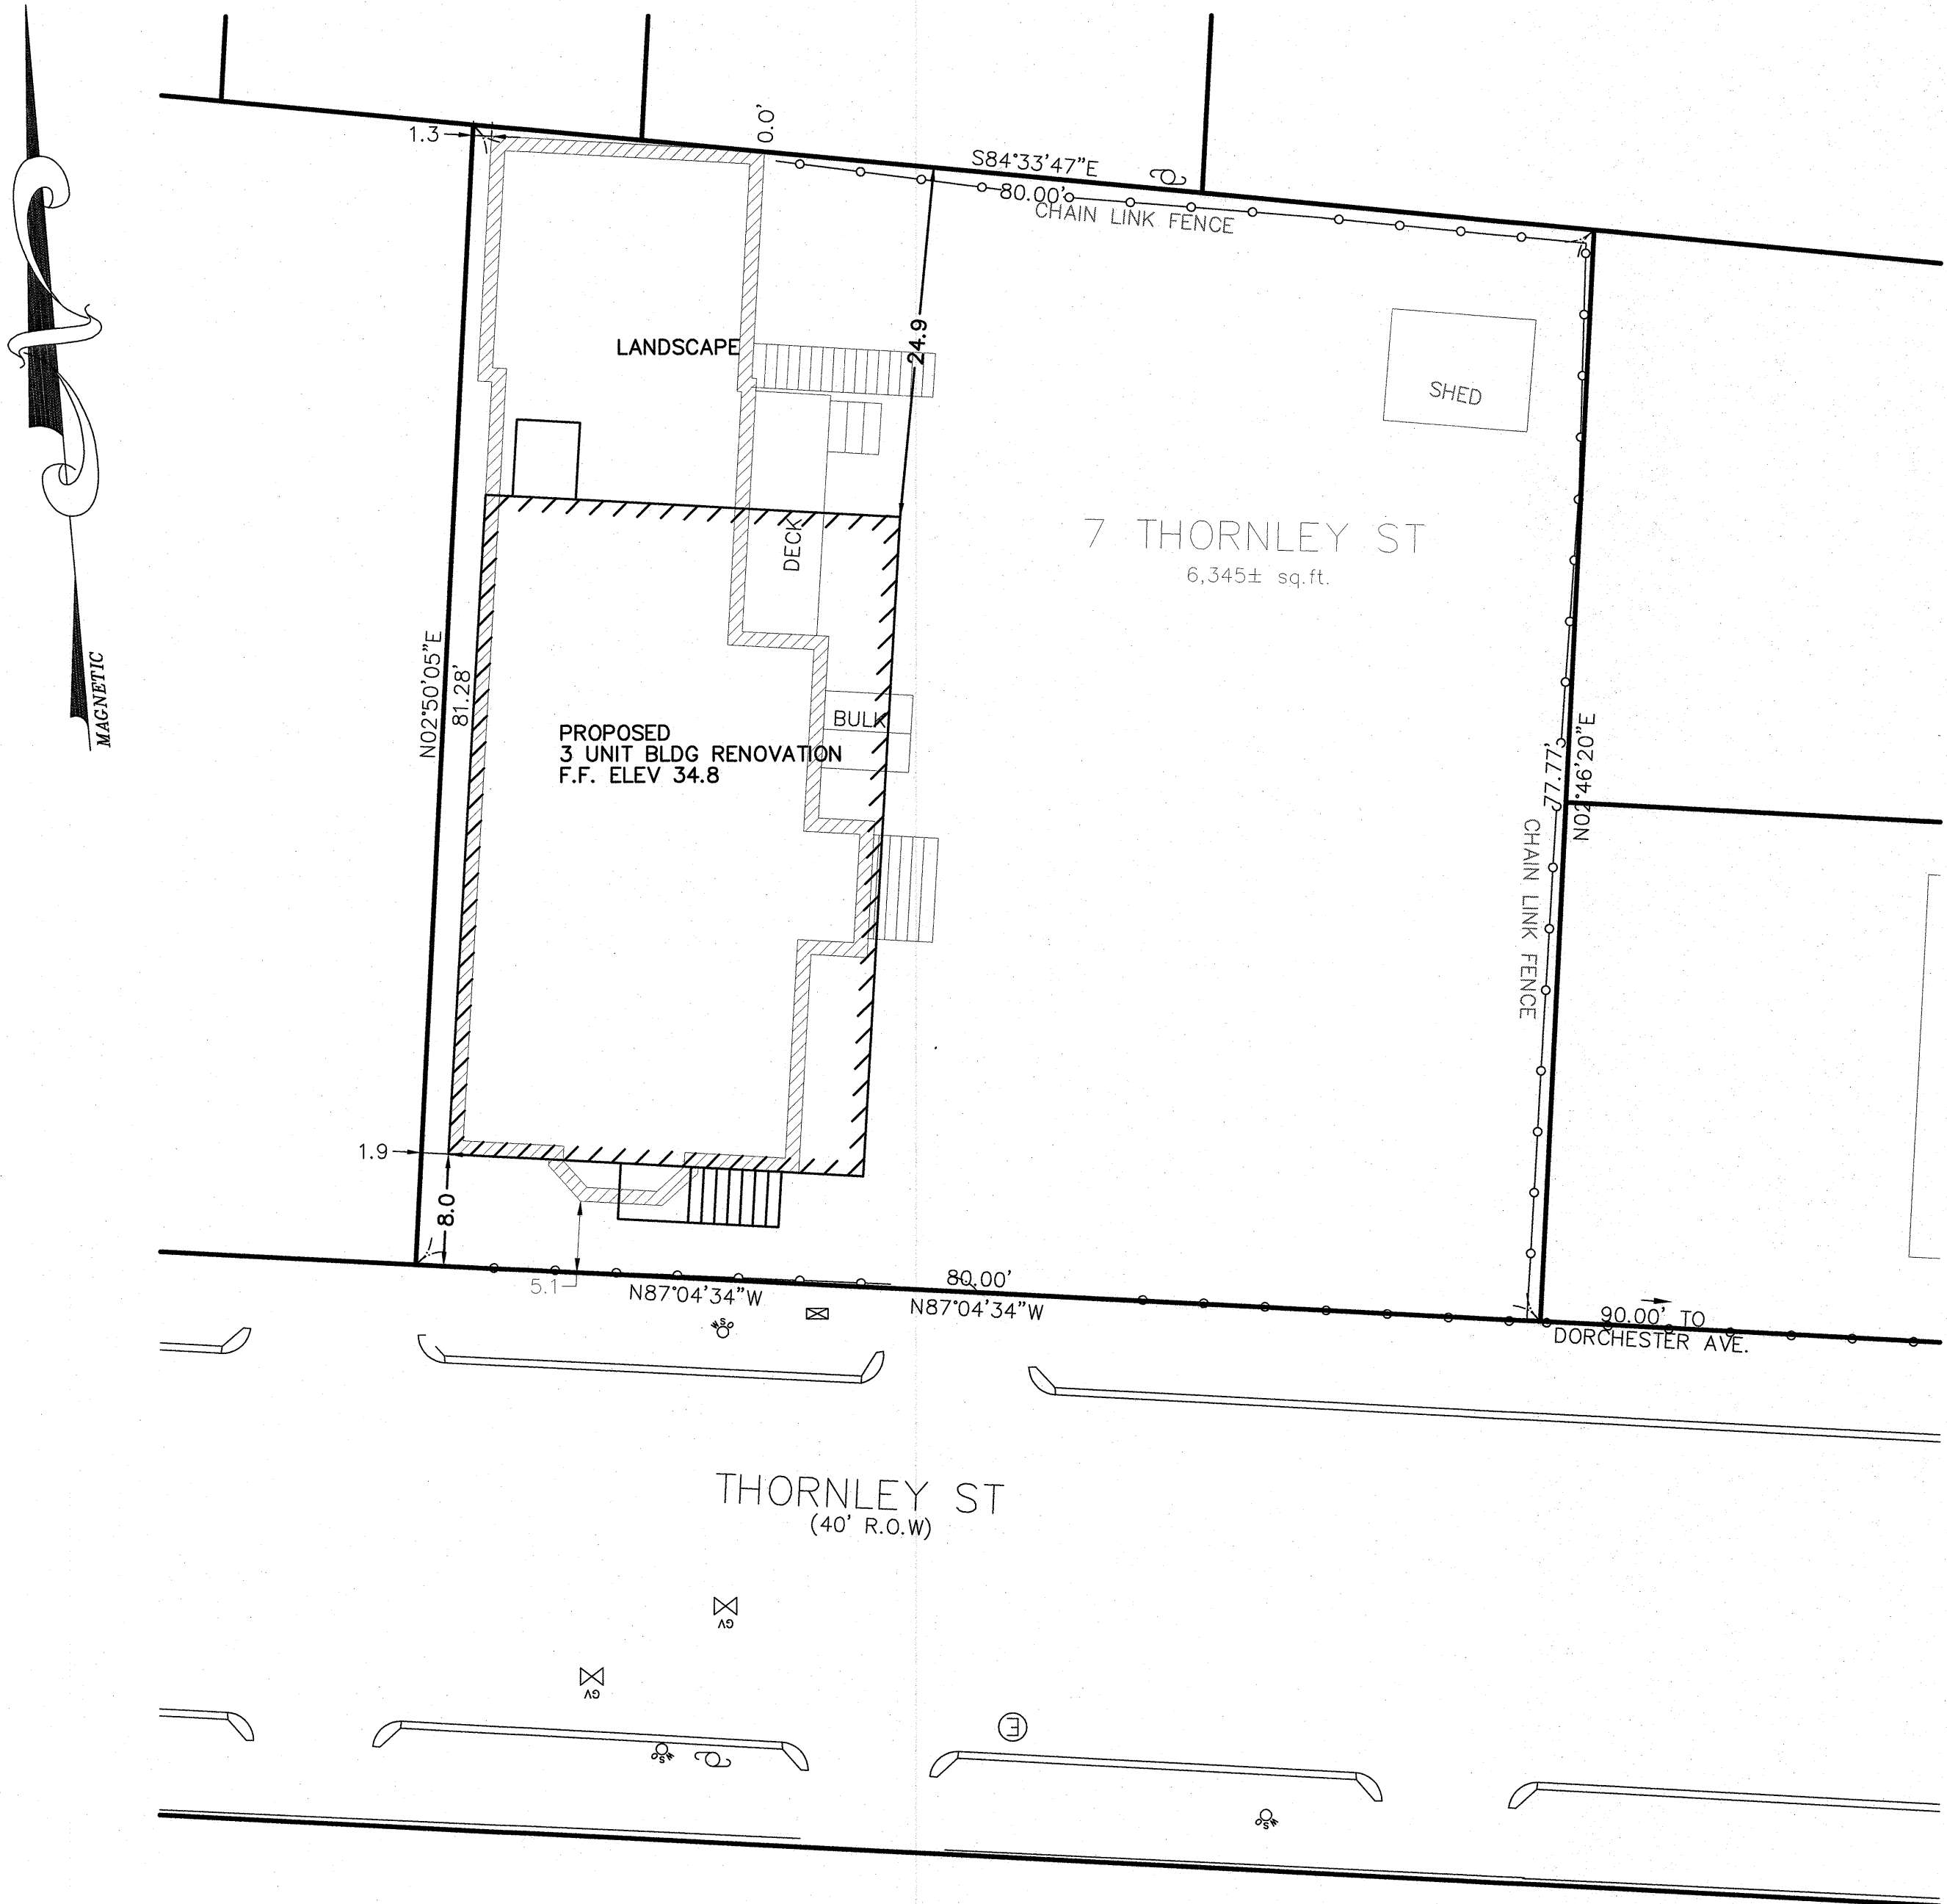 0.0'
1.3
S84°33'47"E
80.00'
CHAIN LINK FENCE
24.9
LANDSCAPE
SHED
7 THORNLEY ST
6,345± sq.ft.
DECK
MAGNETIC
N02°50'05"E
81.28'
PROPOSED
3 UNIT BLDG RENOVATION
F.F. ELEV 34.8
BULK
77.77'
N02°46'20"E
CHAIN LINK FENCE
1.9
8.0
5.1
N87°04'34"W
80.00'
N87°04'34"W
90.00' TO
DORCHESTER AVE.
WSO
THORNLEY ST
(40' R.O.W)
GV
GV
E
WSO
WSO